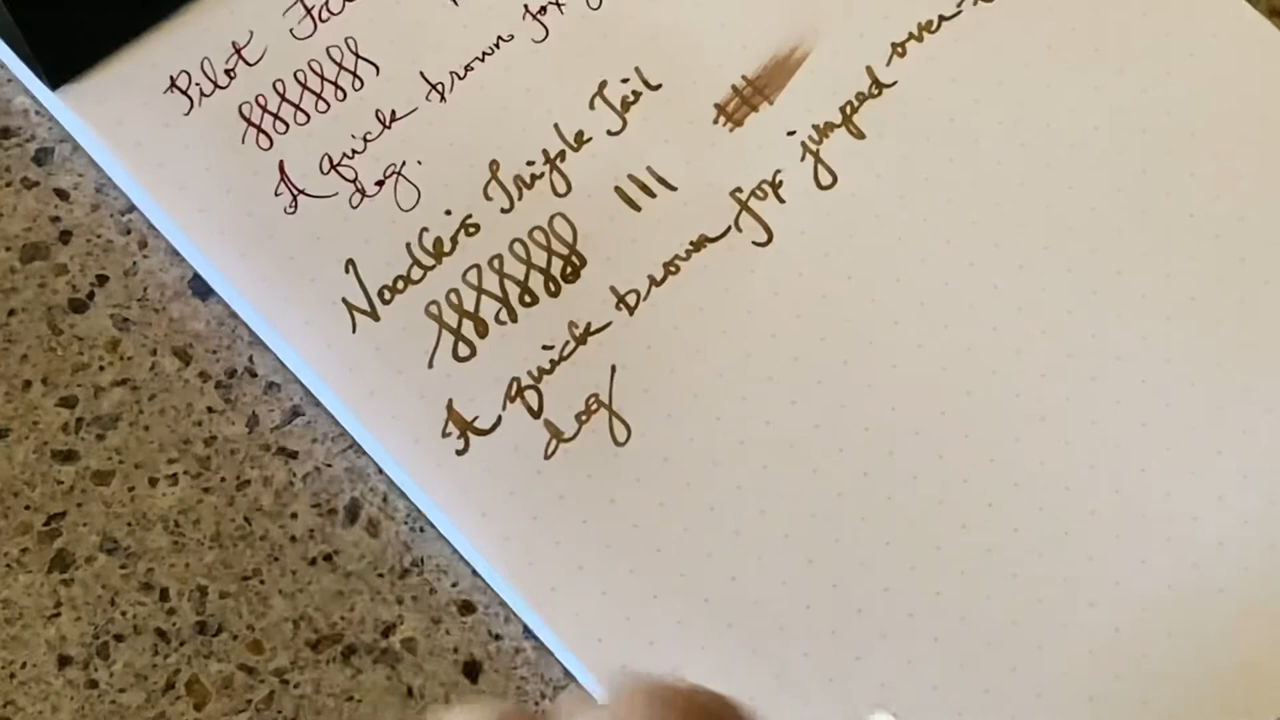 Pilot
A quick brown fox
dog.
Noodler's Triple Tail
A quick brown fox jumped over
dog